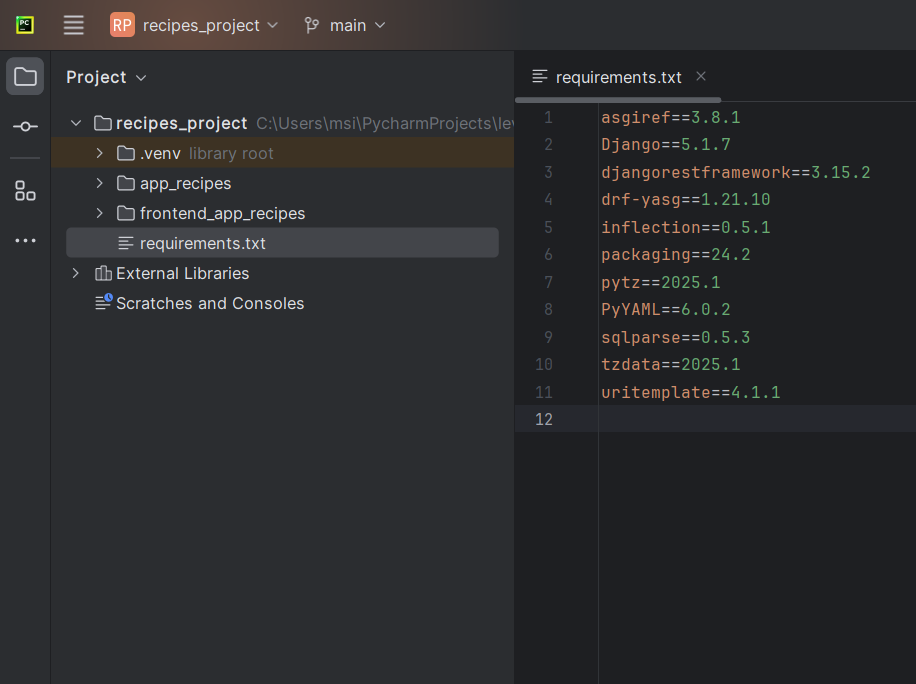 PC
RP recipes_project main
Project
recipes_project C:\Users\msi\PycharmProjects\lev
.venv library root
app_recipes
frontend_app_recipes
requirements.txt
External Libraries
Scratches and Consoles
requirements.txt
1 asgiref==3.8.1
2 Django==5.1.7
3 djangorestframework==3.15.2
4 drf-yasg==1.21.10
5 inflection==0.5.1
6 packaging==24.2
7 pytz==2025.1
8 PyYAML==6.0.2
9 sqlparse==0.5.3
10 tzdata==2025.1
11 uritemplate==4.1.1
12